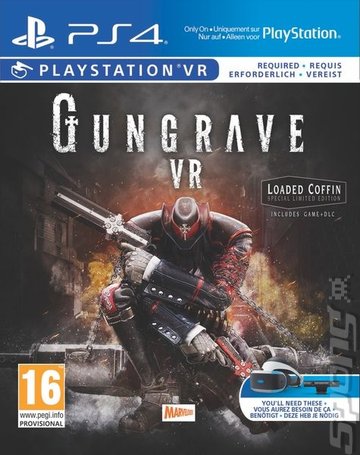 PS4
Only On • Uniquement sur
Nur auf • Alleen voor
PlayStation
PLAYSTATION®VR
REQUIRED • REQUIS
ERFORDERLICH • VEREIST
GUNGRAVE
VR
LOADED COFFIN
SPECIAL LIMITED EDITION
INCLUDES GAME+DLC
16
www.pegi.info
PROVISIONAL
MARVELOUS!
YOU'LL NEED THESE •
VOUS AUREZ BESOIN DE ÇA •
BENÖTIGT • DEZE HEB JE NODIG